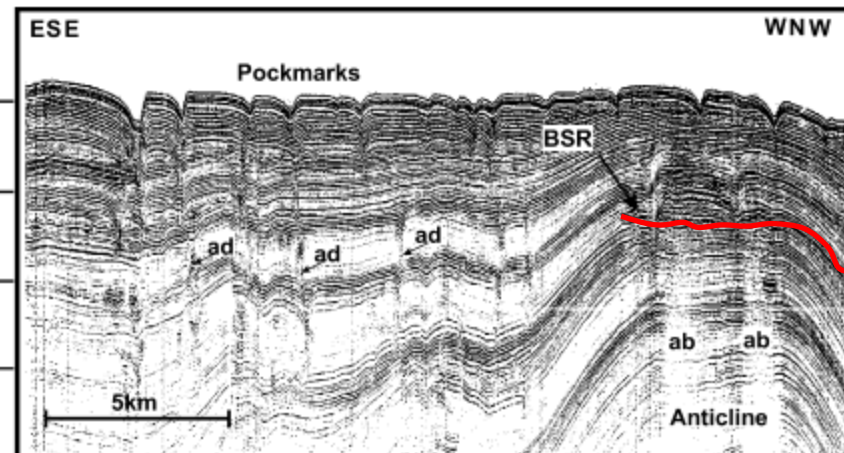 ESE
WNW
Pockmarks
BSR
ad
ad
ad
ab
ab
5km
Anticline